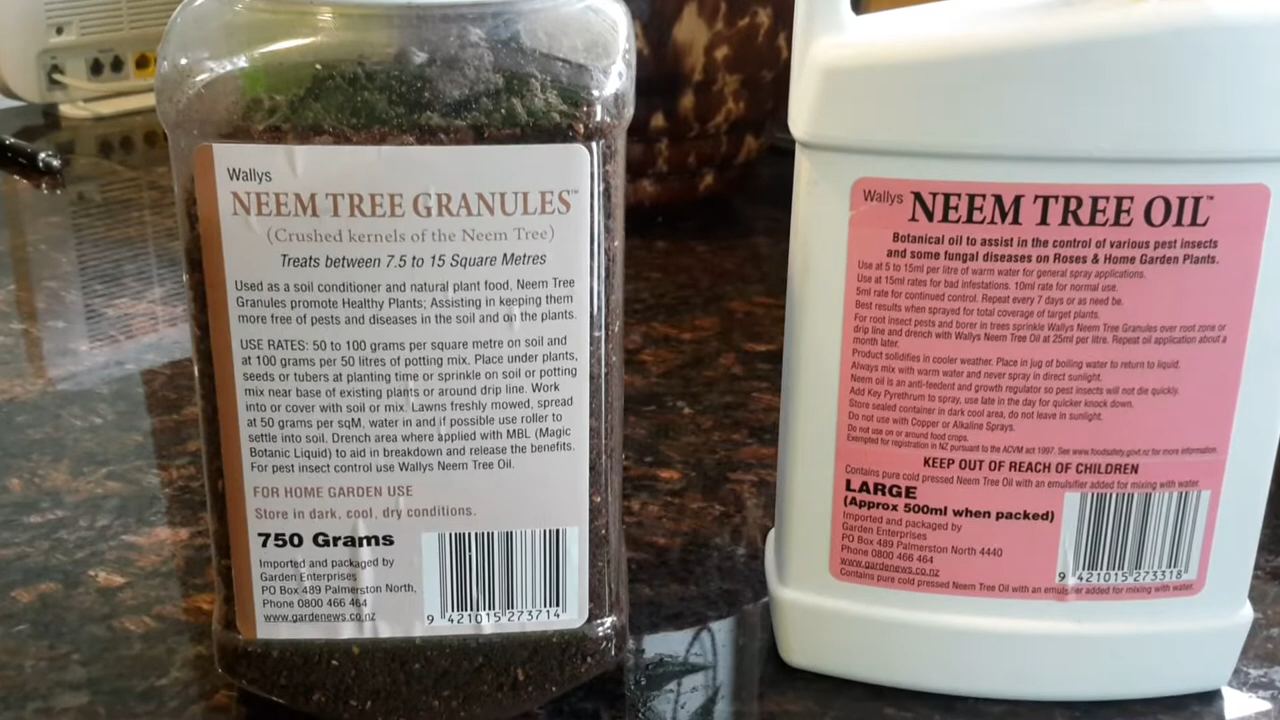 Wallys
NEEM TREE GRANULES™
(Crushed kernels of the Neem Tree)
Treats between 7.5 to 15 Square Metres
Used as a soil conditioner and natural plant food, Neem Tree
Granules promote Healthy Plants; Assisting in keeping them
more free of pests and diseases in the soil and on the plants.
USE RATES: 50 to 100 grams per square metre on soil and
at 100 grams per 50 litres of potting mix. Place under plants,
seeds or tubers at planting time or sprinkle on soil or potting
mix near base of existing plants or around drip line. Work
into or cover with soil or mix. Lawns freshly mowed, spread
at 50 grams per sqM, water in and if possible use roller to
settle into soil. Drench area where applied with MBL (Magic
Botanic Liquid) to aid in breakdown and release the benefits.
For pest insect control use Wallys Neem Tree Oil.
FOR HOME GARDEN USE
Store in dark, cool, dry conditions.
750 Grams
Imported and packaged by
Garden Enterprises
PO Box 489 Palmerston North,
Phone 0800 466 464
www.gardenews.co.nz
9 421015 273714
Wallys NEEM TREE OIL™
Botanical oil to assist in the control of various pest insects
and some fungal diseases on Roses & Home Garden Plants.
Use at 5 to 15ml per litre of warm water for general spray applications.
Use at 15ml rates for bad infestations. 10ml rate for normal use.
5ml rate for continued control. Repeat every 7 days or as need be.
Best results when sprayed for total coverage of target plants.
For root insect pests and borer in trees sprinkle Wallys Neem Tree Granules over root zone or
drip line and drench with Wallys Neem Tree Oil at 25ml per litre. Repeat oil application about a
month later.
Product solidifies in cooler weather. Place in jug of boiling water to return to liquid.
Always mix with warm water and never spray in direct sunlight.
Neem oil is an anti-feedent and growth regulator so pest insects will not die quickly.
Add Key Pyrethrum to spray, use late in the day for quicker knock down.
Store sealed container in dark cool area, do not leave in sunlight.
Do not use with Copper or Alkaline Sprays.
Do not use on or around food crops.
Exempted for registration in NZ pursuant to the ACVM act 1997. See www.foodsafety.govt.nz for more information.
KEEP OUT OF REACH OF CHILDREN
Contains pure cold pressed Neem Tree Oil with an emulsifier added for mixing with water.
LARGE
(Approx 500ml when packed)
Imported and packaged by
Garden Enterprises
PO Box 489 Palmerston North 4440
Phone 0800 466 464
www.gardenews.co.nz
9 421015 273318
Contains pure cold pressed Neem Tree Oil with an emulsifier added for mixing with water.